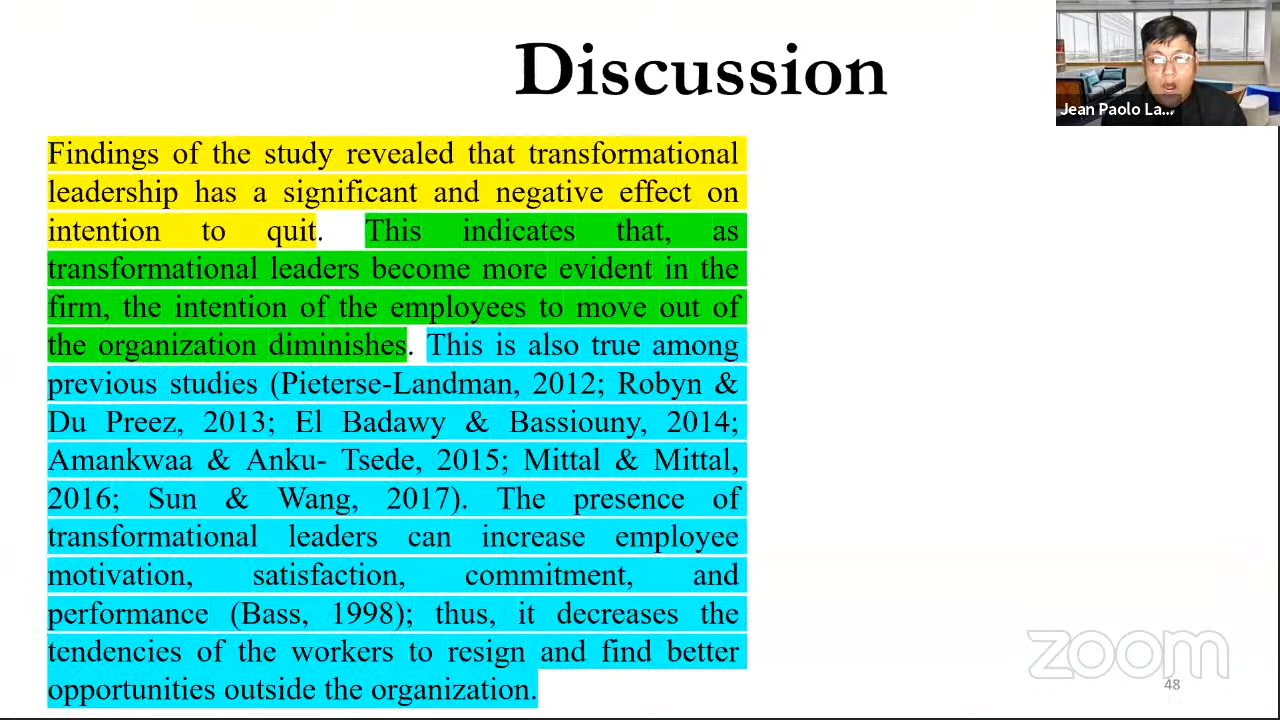 Discussion
Jean Paolo La...
Findings of the study revealed that transformational
leadership has a significant and negative effect on
intention to quit. This indicates that, as
transformational leaders become more evident in the
firm, the intention of the employees to move out of
the organization diminishes. This is also true among
previous studies (Pieterse-Landman, 2012; Robyn &
Du Preez, 2013; El Badawy & Bassiouny, 2014;
Amankwaa & Anku- Tsede, 2015; Mittal & Mittal,
2016; Sun & Wang, 2017). The presence of
transformational leaders can increase employee
motivation, satisfaction, commitment, and
performance (Bass, 1998); thus, it decreases the
tendencies of the workers to resign and find better
opportunities outside the organization.
zoom
48